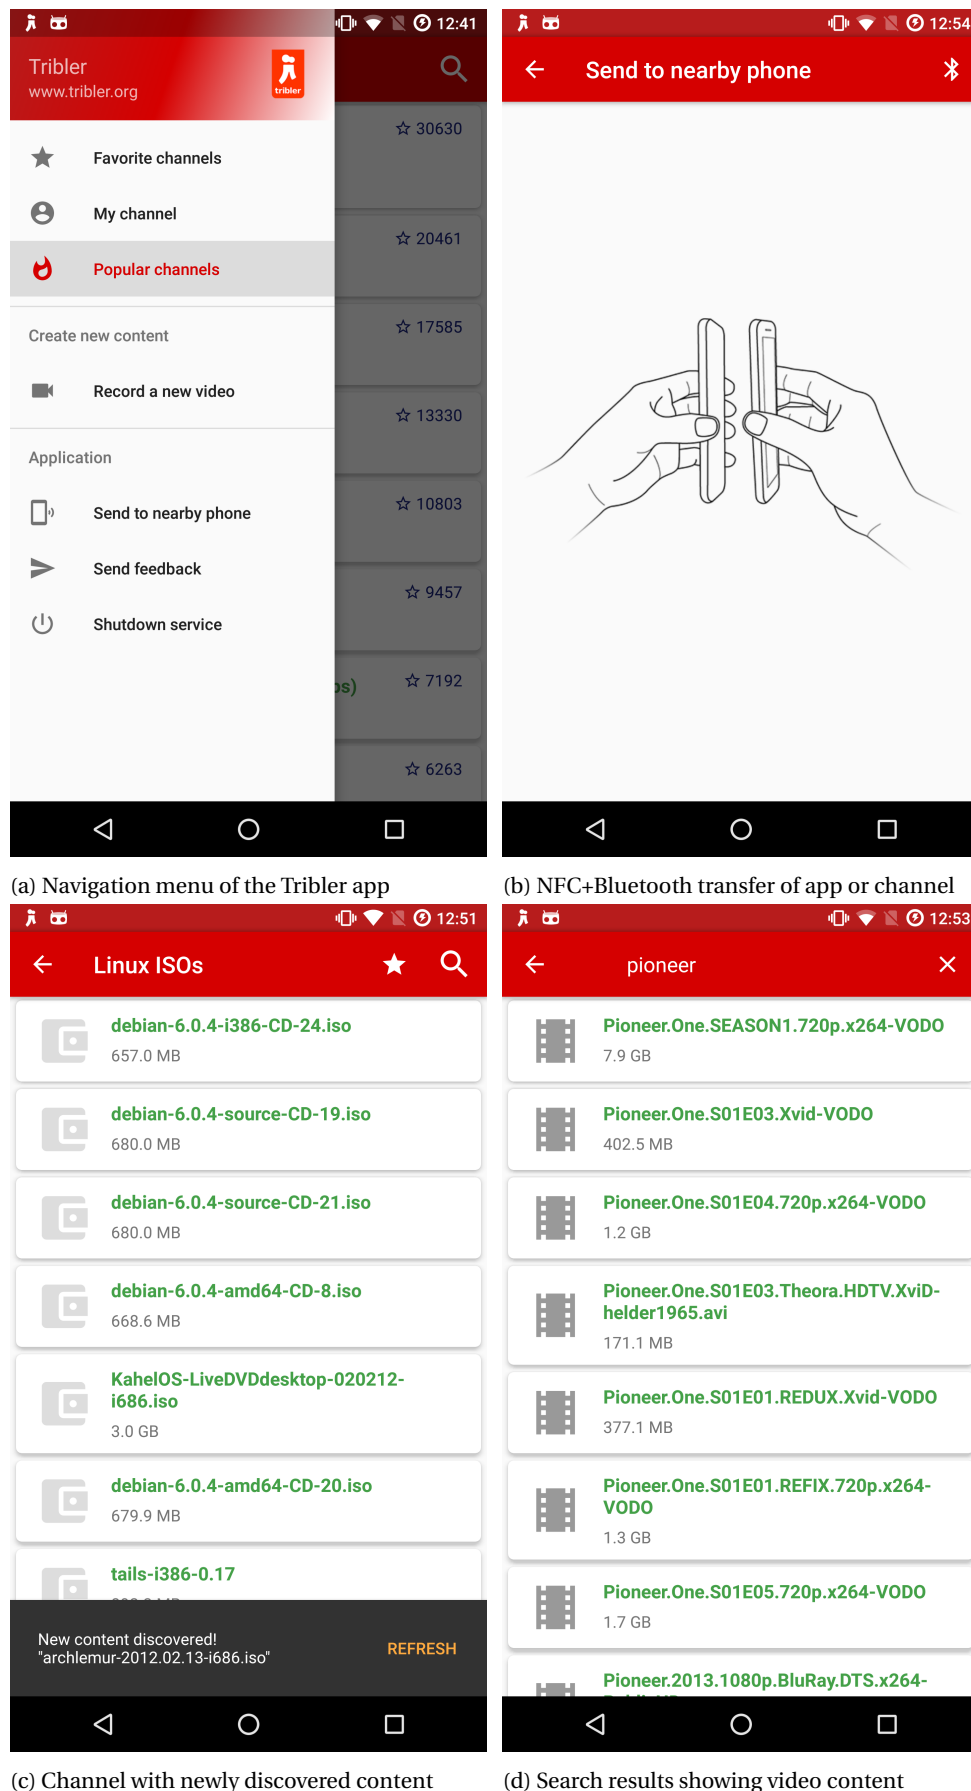 12:41
Tribler
www.tribler.org
tribler
Favorite channels
My channel
Popular channels
Create new content
Record a new video
Application
Send to nearby phone
Send feedback
Shutdown service
30630
20461
17585
13330
10803
9457
os)
7192
6263
(a) Navigation menu of the Tribler app
12:54
Send to nearby phone
(b) NFC+Bluetooth transfer of app or channel
12:51
Linux ISOs
debian-6.0.4-i386-CD-24.iso
657.0 MB
debian-6.0.4-source-CD-19.iso
680.0 MB
debian-6.0.4-source-CD-21.iso
680.0 MB
debian-6.0.4-amd64-CD-8.iso
668.6 MB
KahelOS-LiveDVDdesktop-020212-
i686.iso
3.0 GB
debian-6.0.4-amd64-CD-20.iso
679.9 MB
tails-i386-0.17
New content discovered!
"archlemur-2012.02.13-i686.iso"
REFRESH
(c) Channel with newly discovered content
12:53
pioneer
Pioneer.One.SEASON1.720p.x264-VODO
7.9 GB
Pioneer.One.S01E03.Xvid-VODO
402.5 MB
Pioneer.One.S01E04.720p.x264-VODO
1.2 GB
Pioneer.One.S01E03.Theora.HDTV.XviD-
helder1965.avi
171.1 MB
Pioneer.One.S01E01.REDUX.Xvid-VODO
377.1 MB
Pioneer.One.S01E01.REFIX.720p.x264-
VODO
1.3 GB
Pioneer.One.S01E05.720p.x264-VODO
1.7 GB
Pioneer.2013.1080p.BluRay.DTS.x264-
(d) Search results showing video content